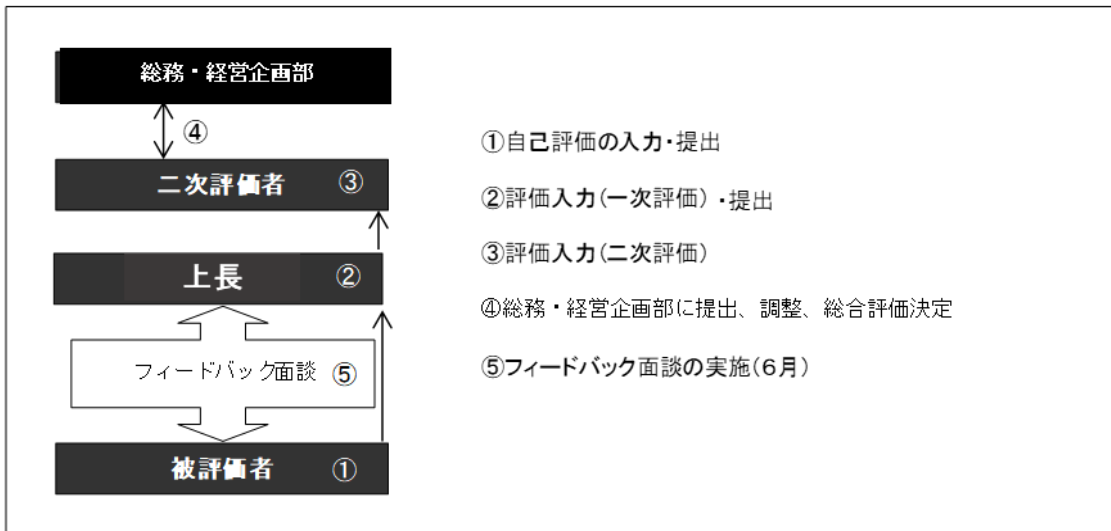 総務・経営企画部
④
二次評価者 ③
上長 ②
フィードバック面談 ⑤
被評価者 ①
①自己評価の入力・提出
②評価入力(一次評価)・提出
③評価入力(二次評価)
④総務・経営企画部に提出、調整、総合評価決定
⑤フィードバック面談の実施(6月)